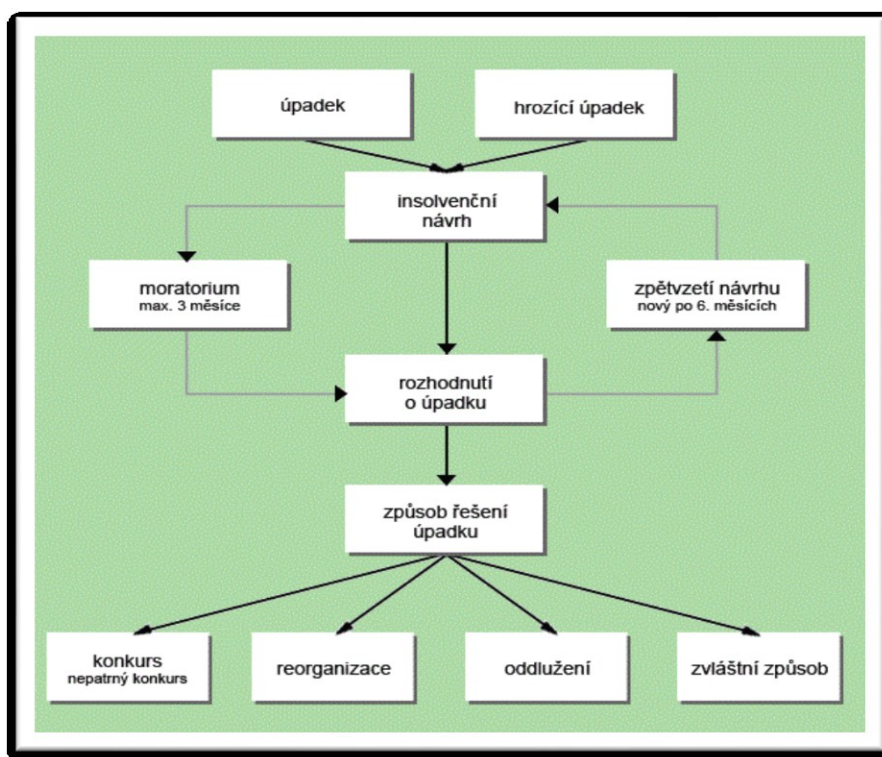 úpadek
hrozící úpadek
insolvenční
návrh
moratorium
max. 3 měsíce
zpětvzetí návrhu
nový po 6. měsících
rozhodnutí
o úpadku
způsob řešení
úpadku
konkurs
nepatrný konkurs
reorganizace
oddlužení
zvláštní způsob